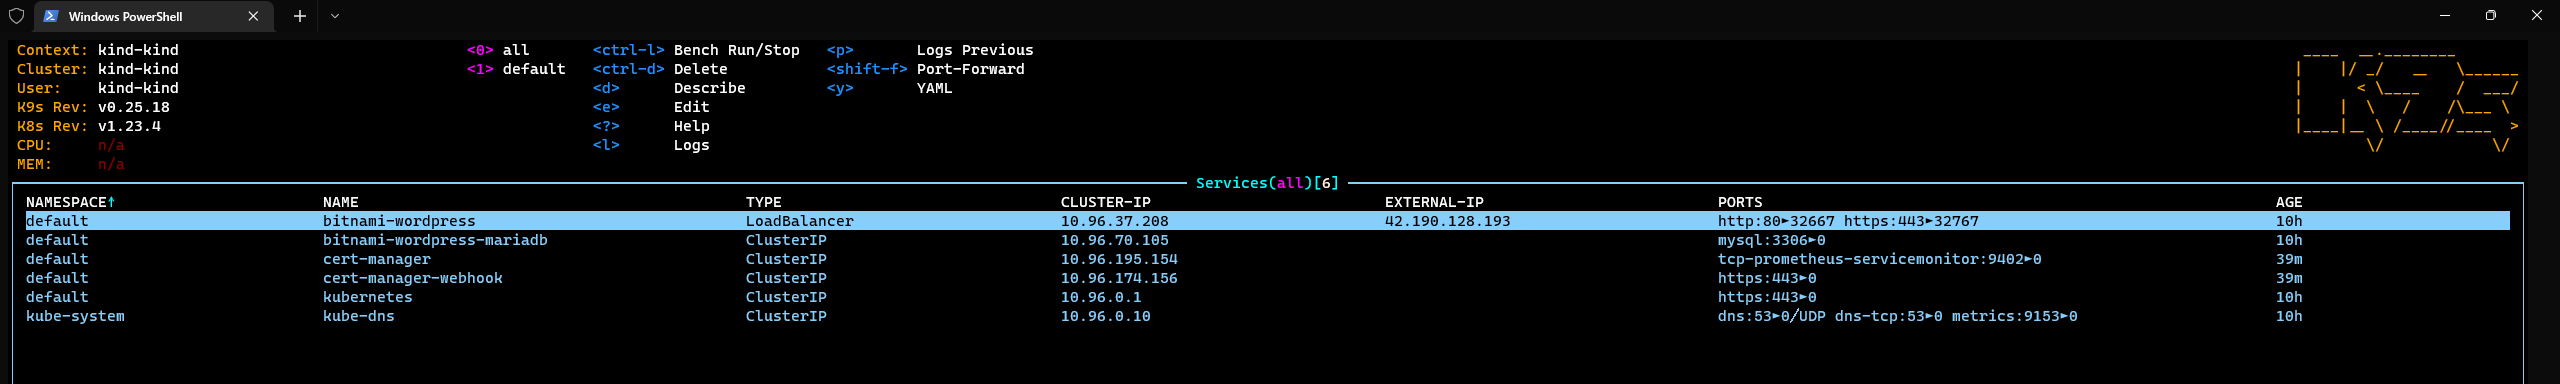 Windows PowerShell
Context: kind-kind <0> all <ctrl-l> Bench Run/Stop <p> Logs Previous
Cluster: kind-kind <1> default <ctrl-d> Delete <shift-f> Port-Forward
User: kind-kind <d> Describe <y> YAML
K9s Rev: v0.25.18 <e> Edit
K8s Rev: v1.23.4 <?> Help
CPU: n/a <l> Logs
MEM: n/a
Services(all)[6]
NAMESPACE↑ NAME TYPE CLUSTER-IP EXTERNAL-IP PORTS AGE
default bitnami-wordpress LoadBalancer 10.96.37.208 42.190.128.193 http:80►32667 https:443►32767 10h
default bitnami-wordpress-mariadb ClusterIP 10.96.70.105 mysql:3306►0 10h
default cert-manager ClusterIP 10.96.195.154 tcp-prometheus-servicemonitor:9402►0 39m
default cert-manager-webhook ClusterIP 10.96.174.156 https:443►0 39m
default kubernetes ClusterIP 10.96.0.1 https:443►0 10h
kube-system kube-dns ClusterIP 10.96.0.10 dns:53►0/UDP dns-tcp:53►0 metrics:9153►0 10h